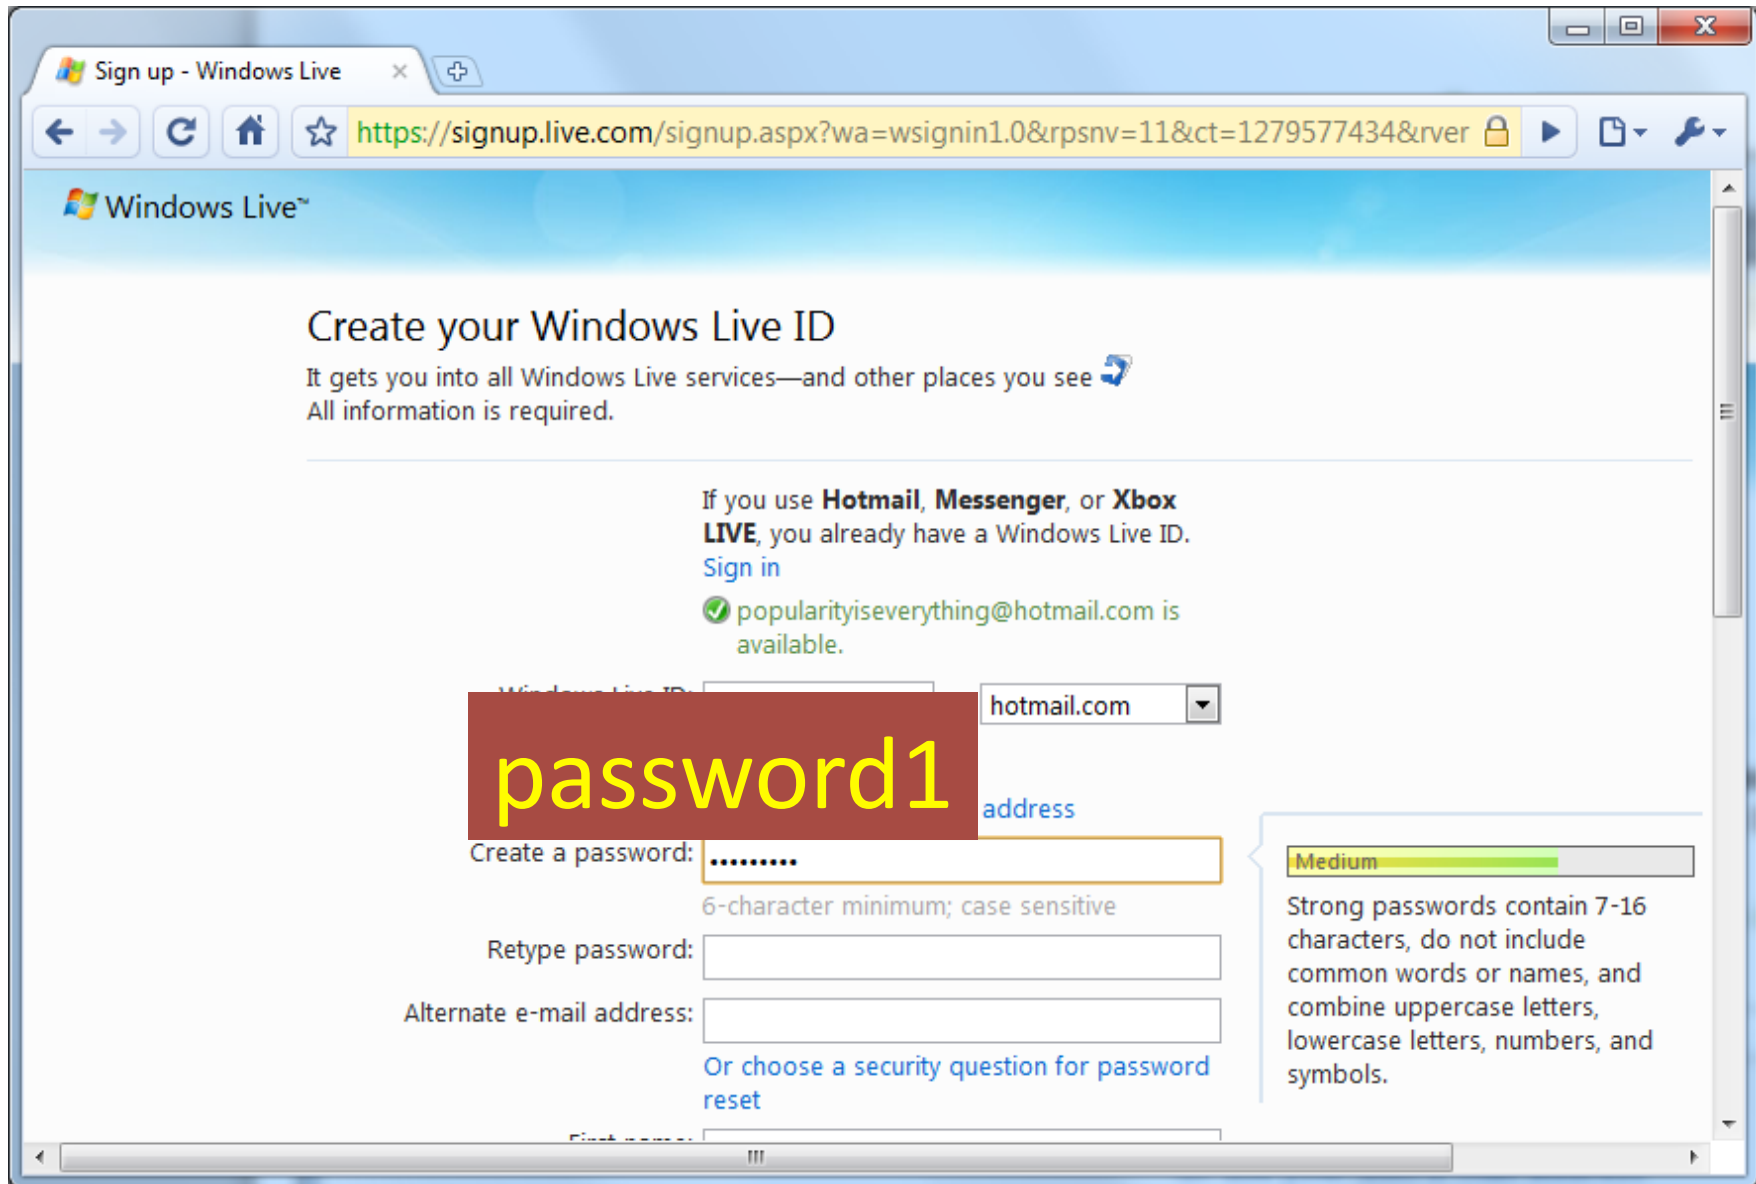 Sign up - Windows Live
https://signup.live.com/signup.aspx?wa=wsignin1.0&rpsnv=11&ct=1279577434&rver
Windows Live™
Create your Windows Live ID
It gets you into all Windows Live services—and other places you see
All information is required.
If you use Hotmail, Messenger, or Xbox
LIVE, you already have a Windows Live ID.
Sign in
popularityiseverything@hotmail.com is
available.
Windows Live ID:
hotmail.com
password1
address
Create a password: •••••••••
6-character minimum; case sensitive
Medium
Strong passwords contain 7-16
characters, do not include
common words or names, and
combine uppercase letters,
lowercase letters, numbers, and
symbols.
Retype password:
Alternate e-mail address:
Or choose a security question for password
reset
First name: